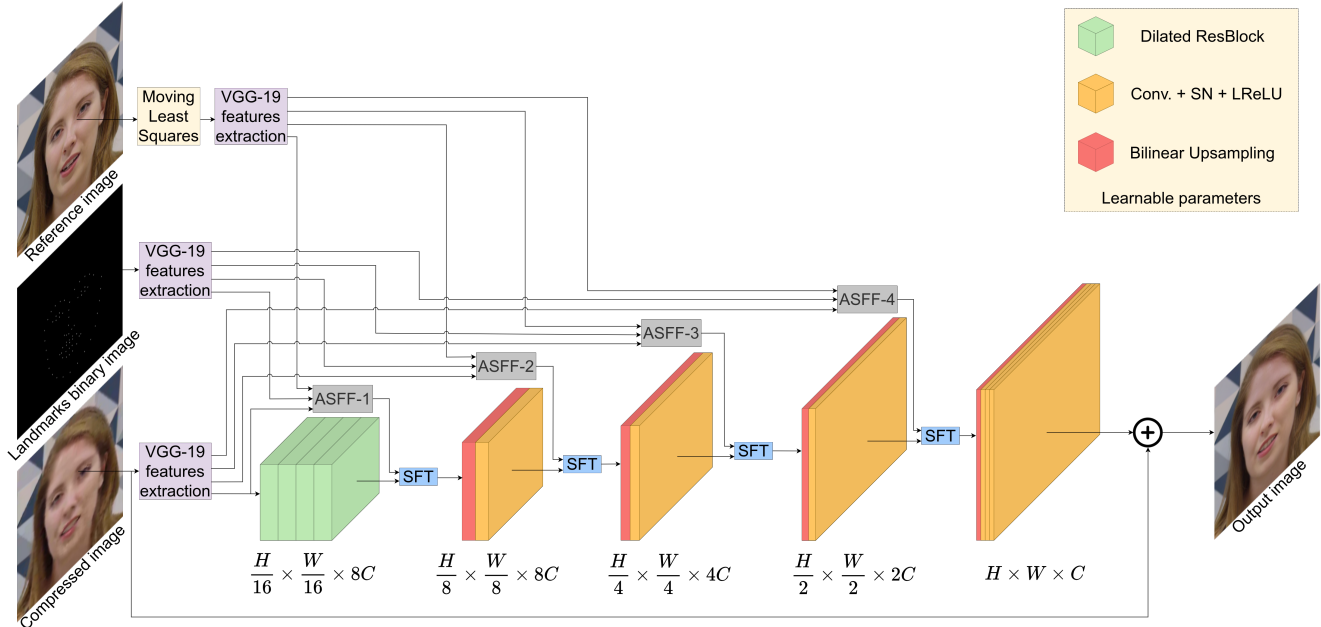 Reference image
Landmarks binary image
Compressed image
Moving
Least
Squares
VGG-19
features
extraction
VGG-19
features
extraction
VGG-19
features
extraction
ASFF-1
ASFF-2
ASFF-3
ASFF-4
SFT
SFT
SFT
SFT
H/16 × W/16 × 8C
H/8 × W/8 × 8C
H/4 × W/4 × 4C
H/2 × W/2 × 2C
H × W × C
Output image
Dilated ResBlock
Conv. + SN + LReLU
Bilinear Upsampling
Learnable parameters